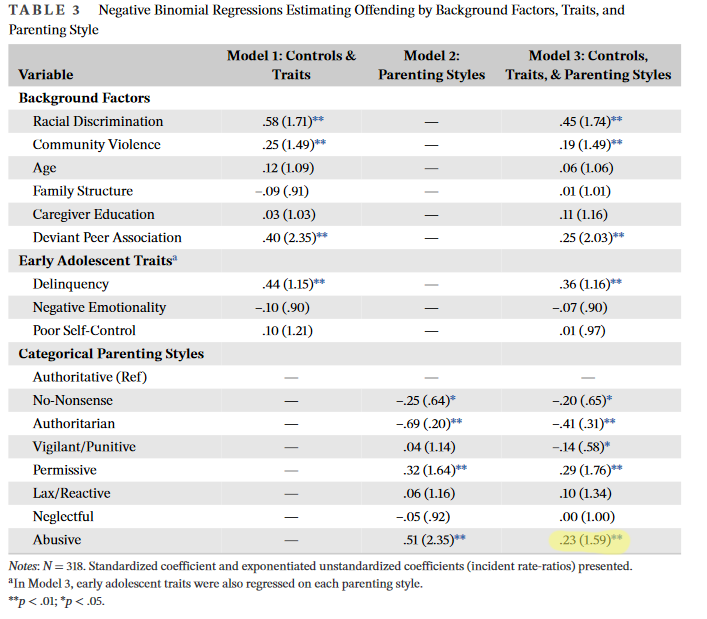 TABLE 3 Negative Binomial Regressions Estimating Offending by Background Factors, Traits, and
Parenting Style
Variable Model 1: Controls & Traits Model 2: Parenting Styles Model 3: Controls, Traits, & Parenting Styles
Background Factors
Racial Discrimination .58 (1.71)** — .45 (1.74)**
Community Violence .25 (1.49)** — .19 (1.49)**
Age .12 (1.09) — .06 (1.06)
Family Structure –.09 (.91) — .01 (1.01)
Caregiver Education .03 (1.03) — .11 (1.16)
Deviant Peer Association .40 (2.35)** — .25 (2.03)**
Early Adolescent Traitsᵃ
Delinquency .44 (1.15)** — .36 (1.16)**
Negative Emotionality –.10 (.90) — –.07 (.90)
Poor Self-Control .10 (1.21) — .01 (.97)
Categorical Parenting Styles
Authoritative (Ref) — — —
No-Nonsense — –.25 (.64)* –.20 (.65)*
Authoritarian — –.69 (.20)** –.41 (.31)**
Vigilant/Punitive — .04 (1.14) –.14 (.58)*
Permissive — .32 (1.64)** .29 (1.76)**
Lax/Reactive — .06 (1.16) .10 (1.34)
Neglectful — –.05 (.92) .00 (1.00)
Abusive — .51 (2.35)** .23 (1.59)**
Notes: N = 318. Standardized coefficient and exponentiated unstandardized coefficients (incident rate-ratios) presented.
ᵃIn Model 3, early adolescent traits were also regressed on each parenting style.
**p < .01; *p < .05.